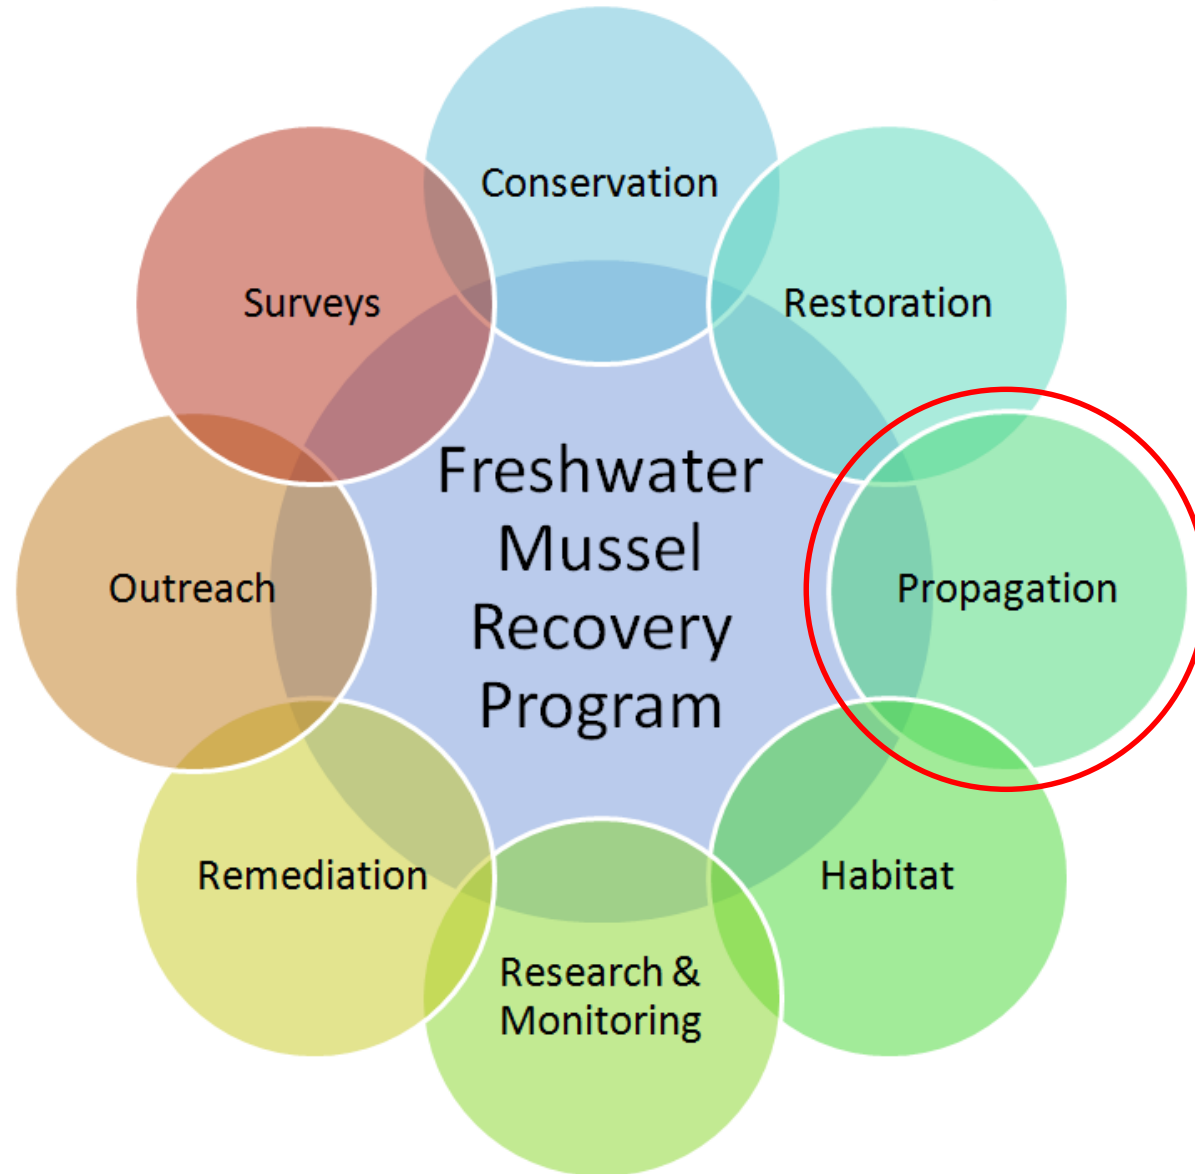 Conservation
Surveys
Restoration
Freshwater
Mussel
Recovery
Program
Outreach
Propagation
Remediation
Habitat
Research &
Monitoring